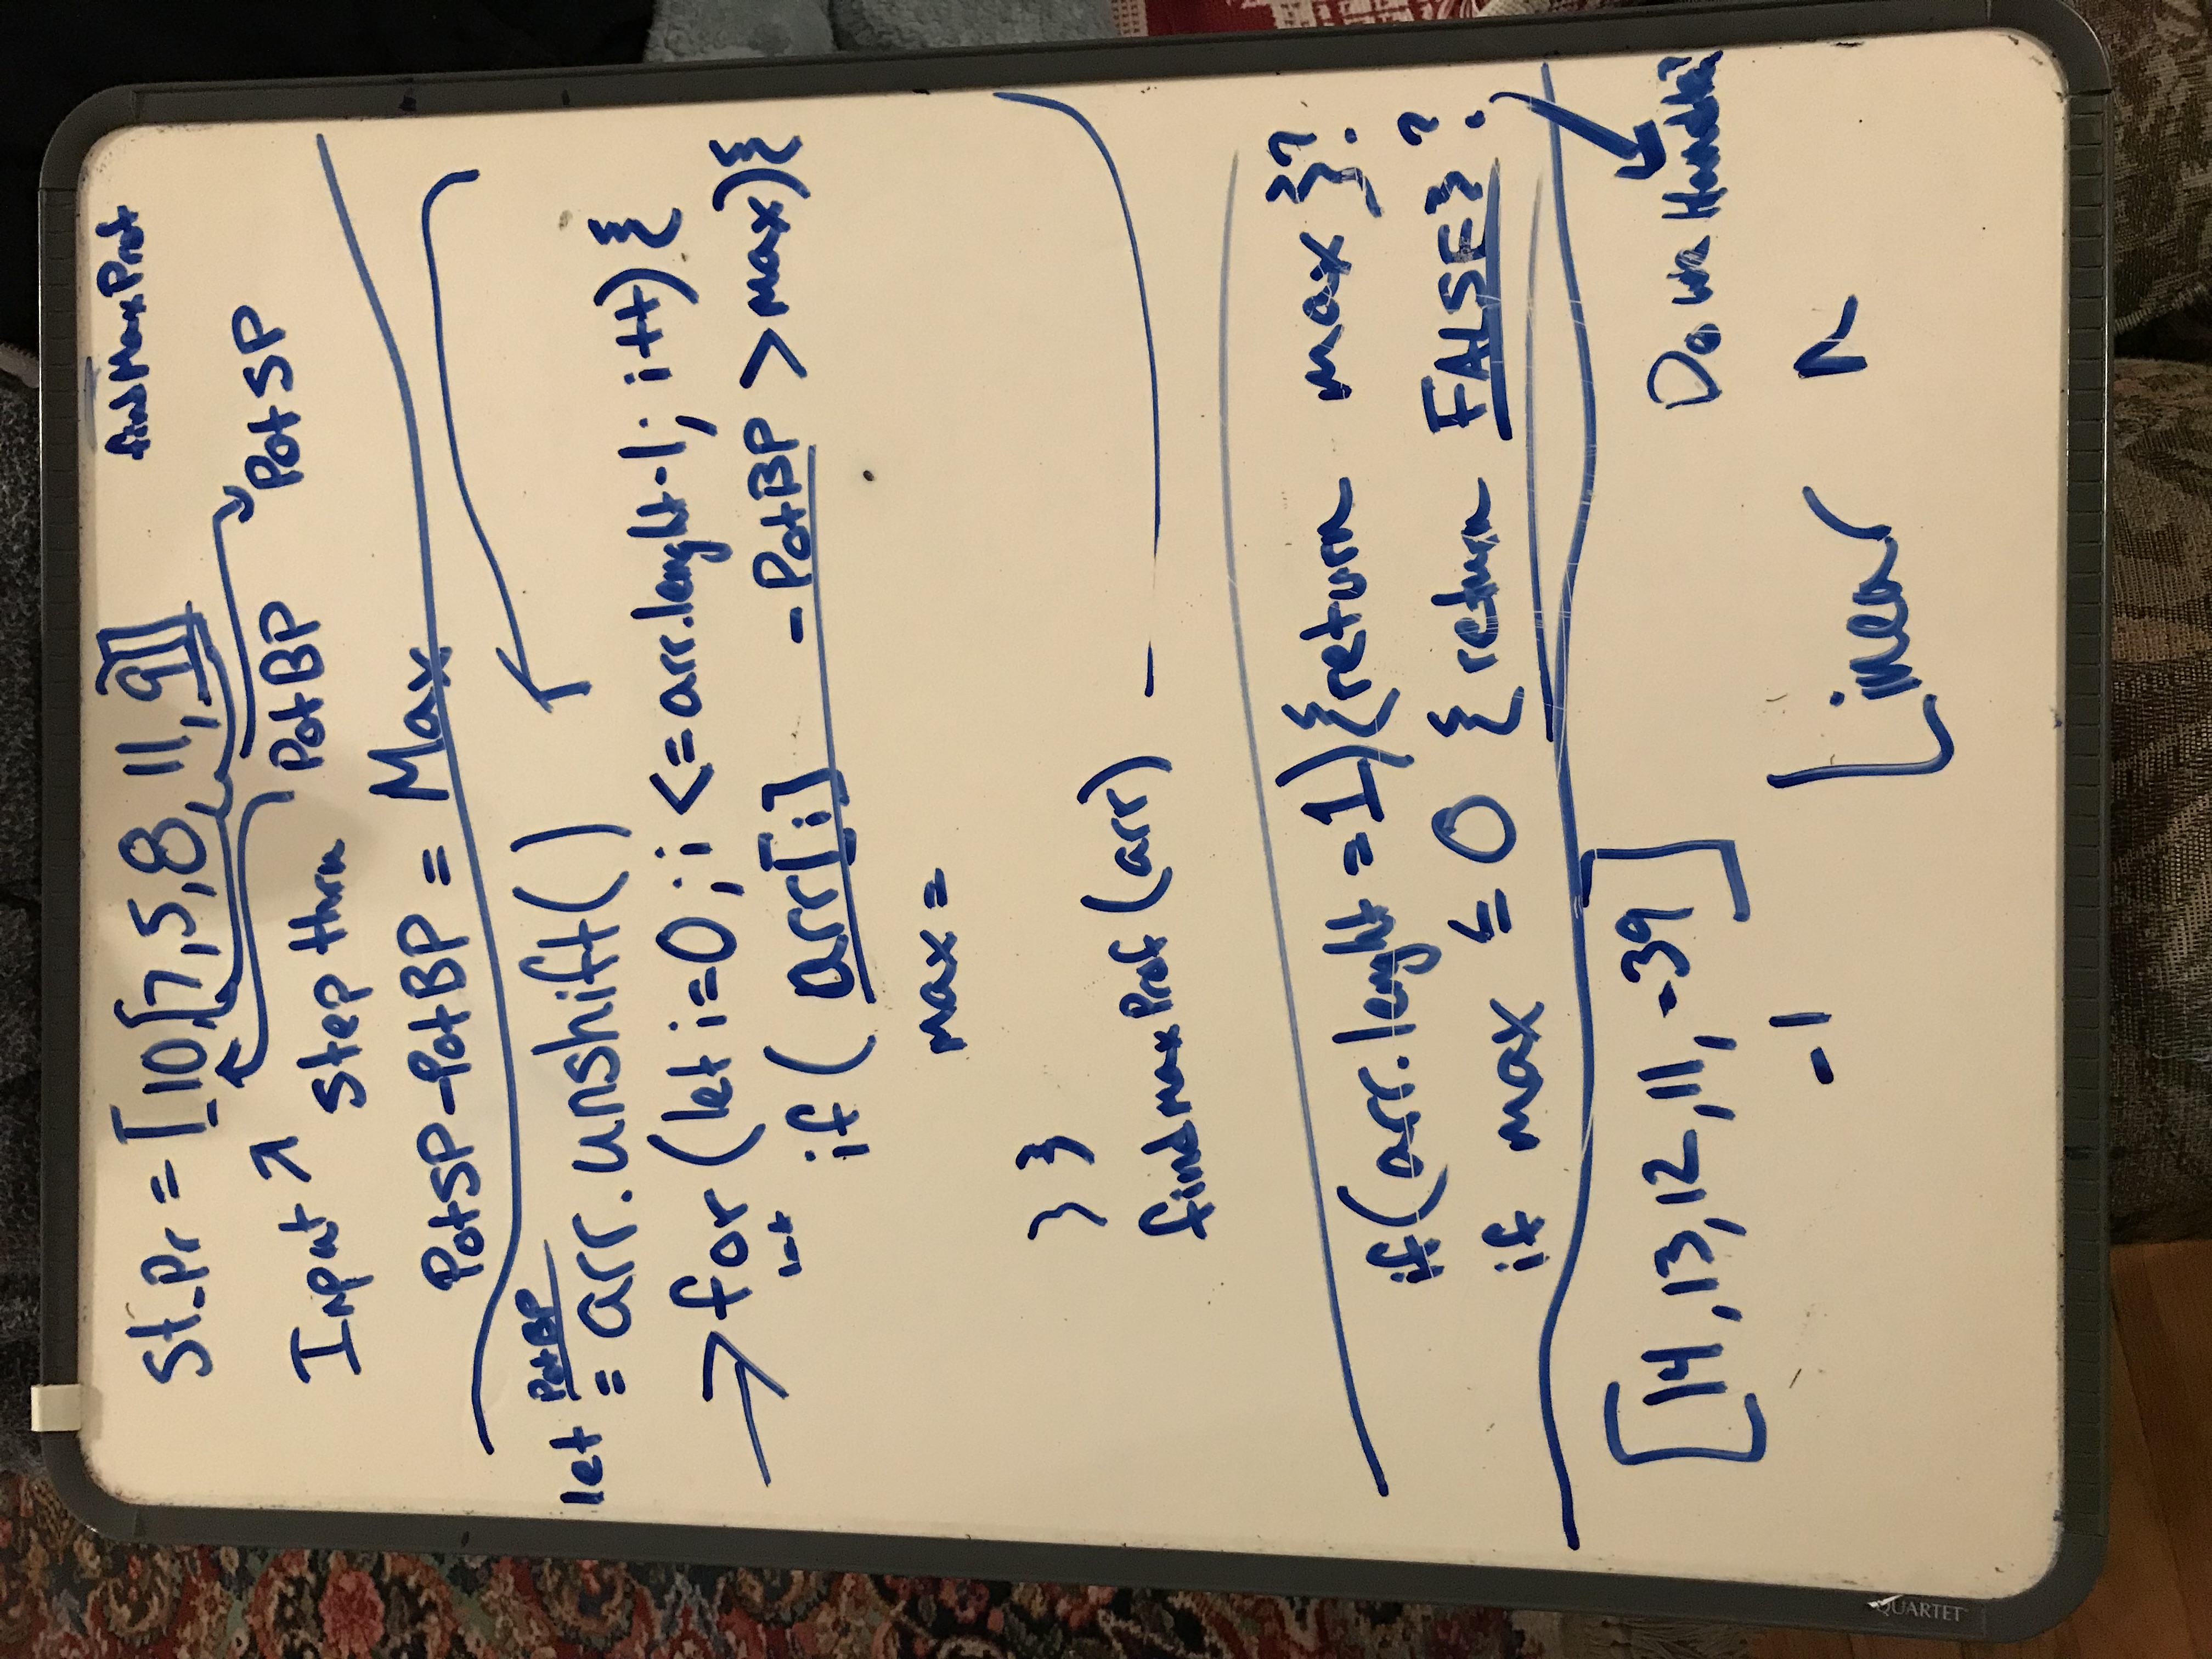 findMaxProf
St_Pr = [10,[7,5,8,11,9]]
Input
Step thru
PotBP
PotSP
PotSP-PotBP = Max
let PotBP
= arr.unshift()
for (let i=0; i <=arr.lenght-1; i++) {
let
if ( arr[i] - PotBP > max){
max =
} }
findmaxProf (arr)
if(arr.lenght =1){return max }?
if max ≤ 0 {return FALSE} ?
[14,13,12,11,-39]
Do we Handle?
-1
Linear n
QUARTET